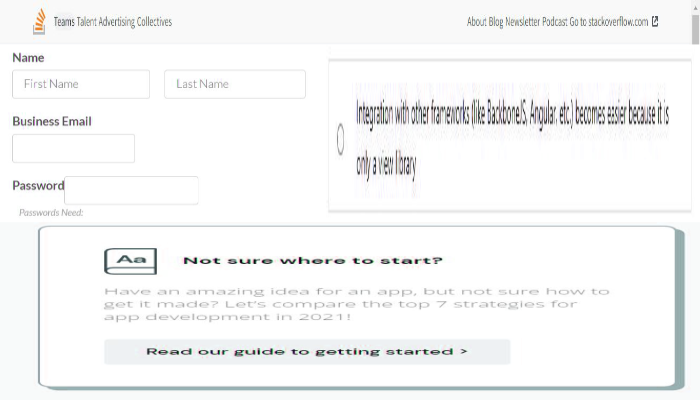 Teams Talent Advertising Collectives
About Blog Newsletter Podcast Go to stackoverflow.com
Name
First Name
Last Name
Business Email
Password
Passwords Need:
Integration with other frameworks (like BackboneJS, Angular, etc.) becomes easier because it is
only a view library
Aa
Not sure where to start?
Have an amazing idea for an app, but not sure how to
get it made? Let's compare the top 7 strategies for
app development in 2021!
Read our guide to getting started >